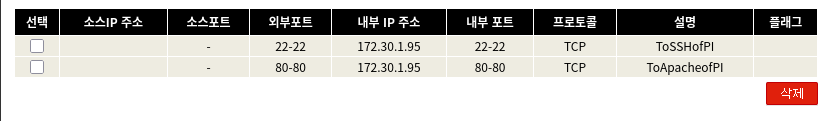 선택 소스IP 주소 소스포트 외부포트 내부 IP 주소 내부 포트 프로토콜 설명 플래그
- 22-22 172.30.1.95 22-22 TCP ToSSHofPI
- 80-80 172.30.1.95 80-80 TCP ToApacheofPI
삭제